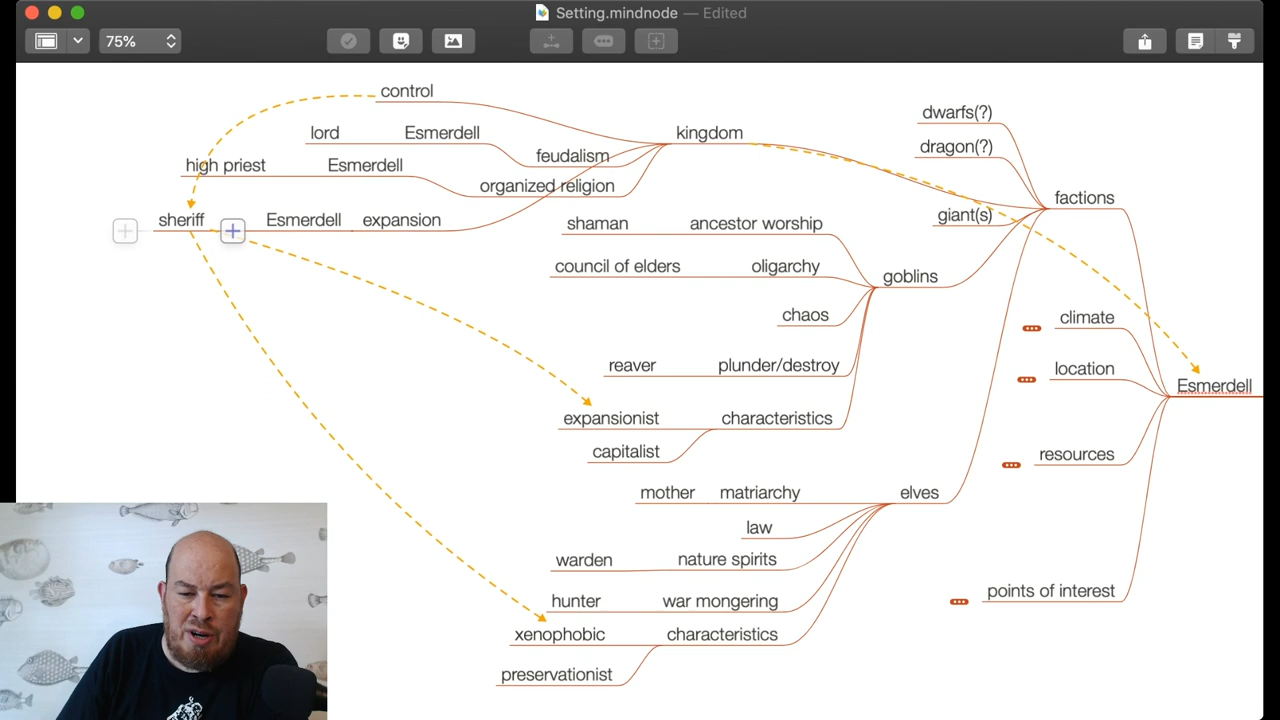 Setting.mindnode — Edited
75%
control
lord Esmerdell
kingdom
dwarfs(?)
dragon(?)
feudalism
high priest Esmerdell
organized religion
factions
sheriff Esmerdell expansion
giant(s)
shaman ancestor worship
council of elders oligarchy
goblins
chaos
climate
reaver plunder/destroy
location
Esmerdell
expansionist characteristics
capitalist
resources
mother matriarchy elves
law
warden nature spirits
points of interest
hunter war mongering
xenophobic characteristics
preservationist